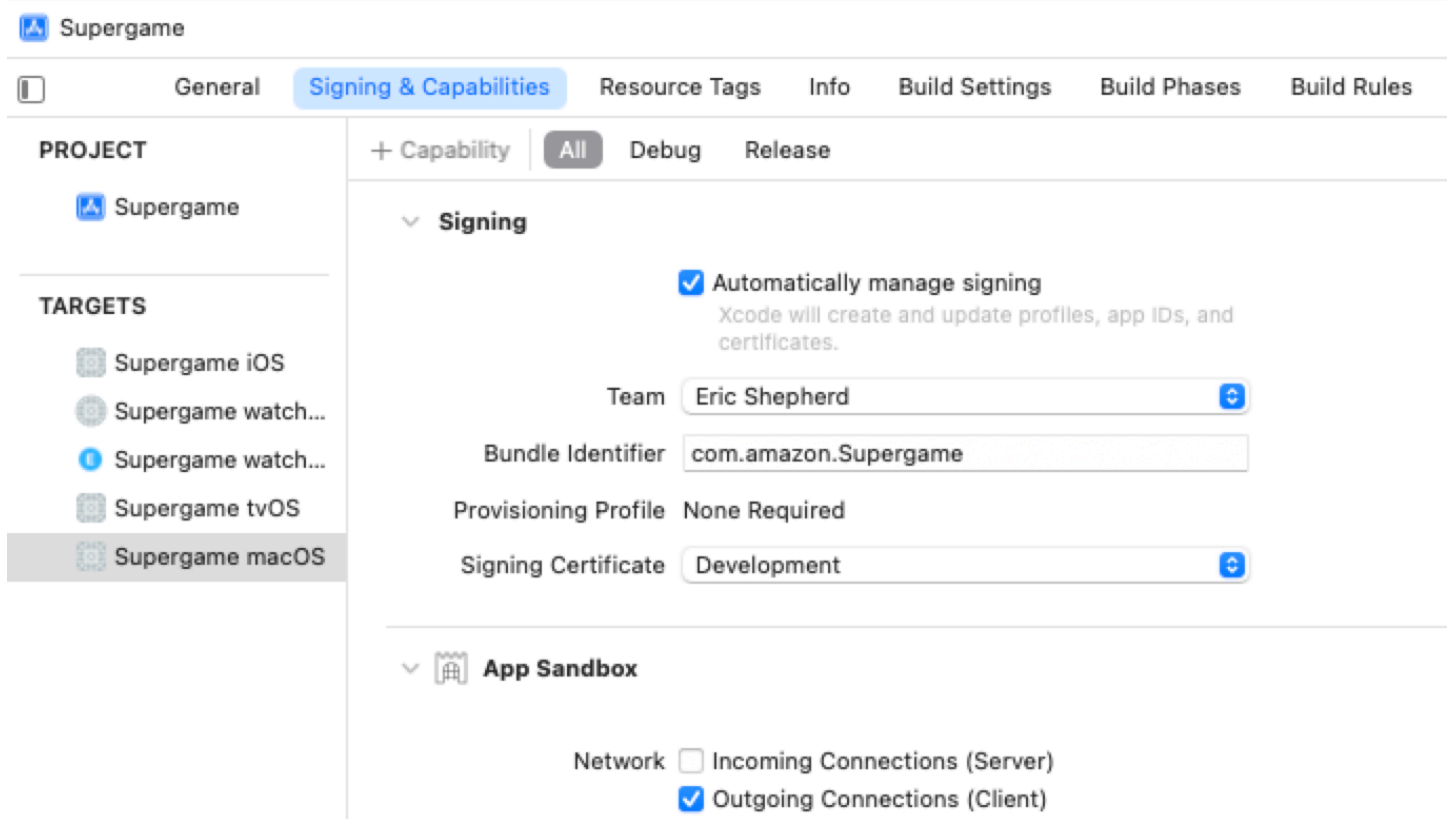 Supergame
General Signing & Capabilities Resource Tags Info Build Settings Build Phases Build Rules
PROJECT
Supergame
TARGETS
Supergame iOS
Supergame watch...
Supergame watch...
Supergame tvOS
Supergame macOS
+ Capability All Debug Release
Signing
Automatically manage signing
Xcode will create and update profiles, app IDs, and
certificates.
Team Eric Shepherd
Bundle Identifier com.amazon.Supergame
Provisioning Profile None Required
Signing Certificate Development
App Sandbox
Network Incoming Connections (Server)
Outgoing Connections (Client)